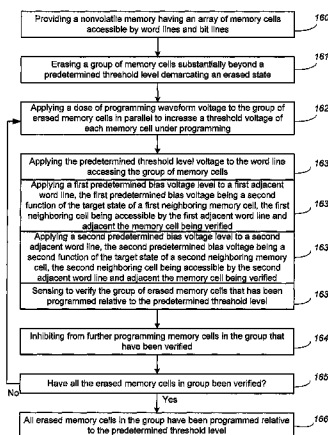 Providing a nonvolatile memory having an array of memory cells
accessible by word lines and bit lines
160
Erasing a group of memory cells substantially beyond a
predetermined threshold level demarcating an erased state
161
Applying a dose of programming waveform voltage to the group of
erased memory cells in parallel to increase a threshold voltage of
each memory cell under programming
162
Applying the predetermined threshold level voltage to the word line
accessing the group of memory cells
163
Applying a first predetermined bias voltage level to a first adjacent
word line, the first predetermined bias voltage being a second
function of the target state of a first neighboring memory cell, the
first neighboring cell being accessible by the first adjacent word line and
adjacent the memory cell being verified
163
Applying a second predetermined bias voltage level to a second
adjacent word line, the second predetermined bias voltage being a
second function of the target state of a second neighboring memory
cell, the second neighboring cell being accessible by the second
adjacent word line and adjacent the memory cell being verified
163
Sensing to verify the group of erased memory cells that has been
programmed relative to the predetermined threshold level
163
Inhibiting from further programming memory cells in the group that
have been verified
164
Have all the erased memory cells in group been verified?
165
No
Yes
All erased memory cells in the group have been programmed relative
to the predetermined threshold level
166